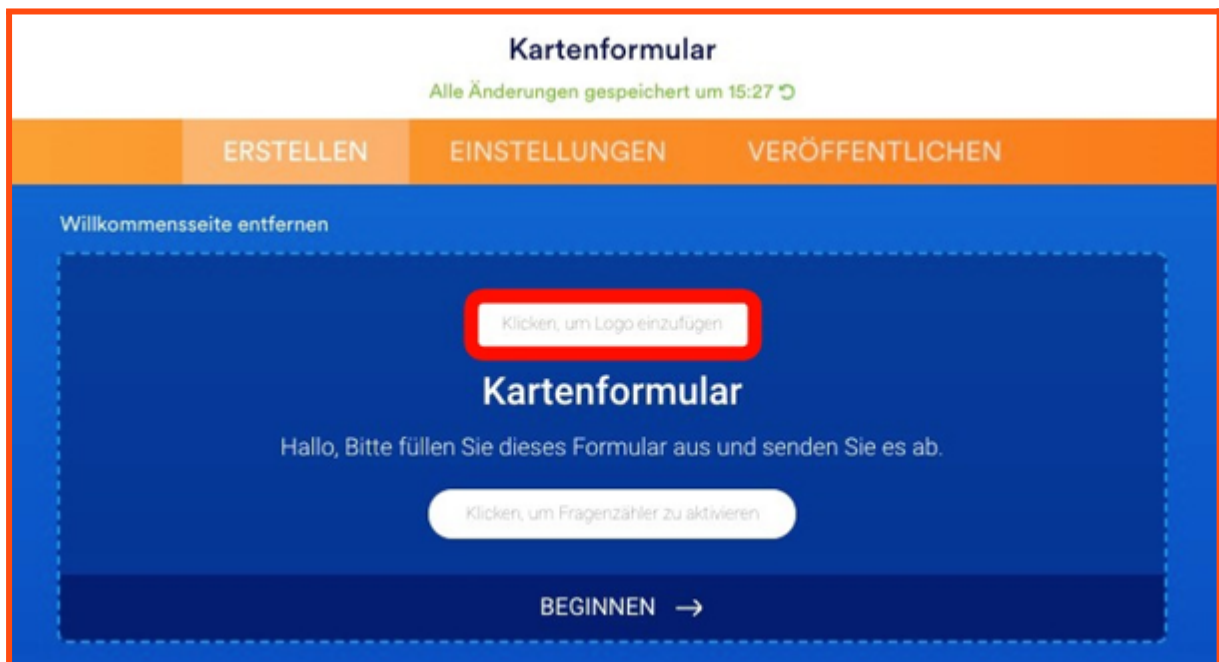 Kartenformular
Alle Änderungen gespeichert um 15:27
ERSTELLEN EINSTELLUNGEN VERÖFFENTLICHEN
Willkommensseite entfernen
Klicken, um Logo einzufügen
Kartenformular
Hallo, Bitte füllen Sie dieses Formular aus und senden Sie es ab.
Klicken, um Fragenzähler zu aktivieren
BEGINNEN →